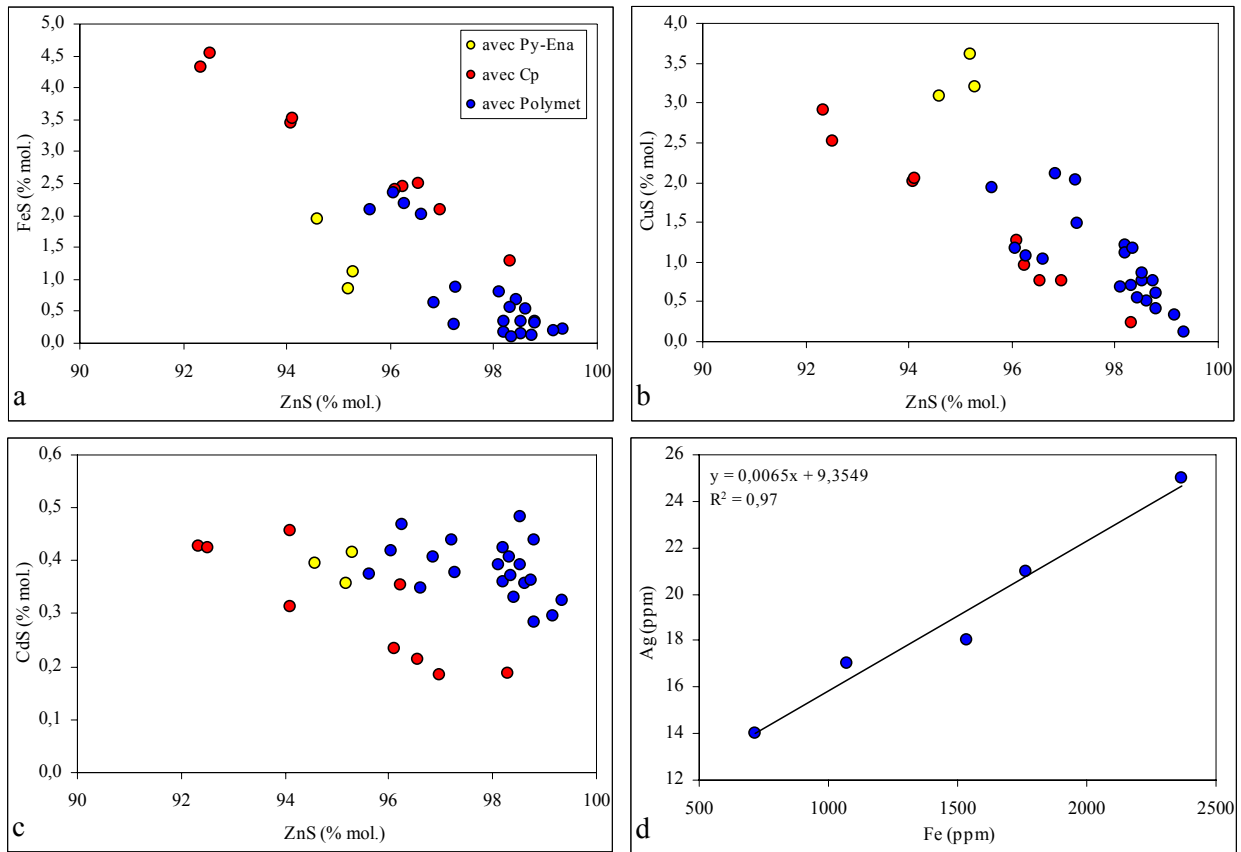 5,0
4,5
4,0
3,5
3,0
2,5
2,0
1,5
1,0
0,5
0,0
FeS (% mol.)
avec Py-Ena
avec Cp
avec Polymet
90 92 94 96 98 100
ZnS (% mol.)
a
4,0
3,5
3,0
2,5
2,0
1,5
1,0
0,5
0,0
CuS (% mol.)
90 92 94 96 98 100
ZnS (% mol.)
b
0,6
0,5
0,4
0,3
0,2
0,1
0,0
CdS (% mol.)
90 92 94 96 98 100
ZnS (% mol.)
c
26
24
22
20
18
16
14
12
Ag (ppm)
y = 0,0065x + 9,3549
R² = 0,97
500 1000 1500 2000 2500
Fe (ppm)
d